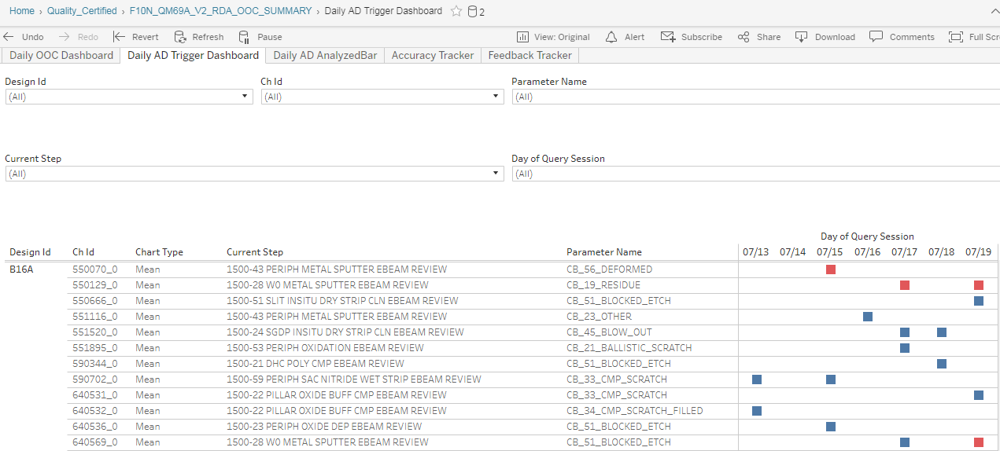 Home › Quality_Certified › F10N_QM69A_V2_RDA_OOC_SUMMARY › Daily AD Trigger Dashboard 2
Undo Redo Revert Refresh Pause View: Original Alert Subscribe Share Download Comments Full Scr
Daily OOC Dashboard Daily AD Trigger Dashboard Daily AD AnalyzedBar Accuracy Tracker Feedback Tracker
Design Id Ch Id Parameter Name
(All) (All) (All)
Current Step Day of Query Session
(All) (All)
Day of Query Session
Design Id Ch Id Chart Type Current Step Parameter Name 07/13 07/14 07/15 07/16 07/17 07/18 07/19
B16A 550070_0 Mean 1500-43 PERIPH METAL SPUTTER EBEAM REVIEW CB_56_DEFORMED
550129_0 Mean 1500-28 W0 METAL SPUTTER EBEAM REVIEW CB_19_RESIDUE
550666_0 Mean 1500-51 SLIT INSITU DRY STRIP CLN EBEAM REVIEW CB_51_BLOCKED_ETCH
551116_0 Mean 1500-43 PERIPH METAL SPUTTER EBEAM REVIEW CB_23_OTHER
551520_0 Mean 1500-24 SGDP INSITU DRY STRIP CLN EBEAM REVIEW CB_45_BLOW_OUT
551895_0 Mean 1500-53 PERIPH OXIDATION EBEAM REVIEW CB_21_BALLISTIC_SCRATCH
590344_0 Mean 1500-21 DHC POLY CMP EBEAM REVIEW CB_51_BLOCKED_ETCH
590702_0 Mean 1500-59 PERIPH SAC NITRIDE WET STRIP EBEAM REVIEW CB_33_CMP_SCRATCH
640531_0 Mean 1500-22 PILLAR OXIDE BUFF CMP EBEAM REVIEW CB_33_CMP_SCRATCH
640532_0 Mean 1500-22 PILLAR OXIDE BUFF CMP EBEAM REVIEW CB_34_CMP_SCRATCH_FILLED
640536_0 Mean 1500-23 PERIPH OXIDE DEP EBEAM REVIEW CB_51_BLOCKED_ETCH
640569_0 Mean 1500-28 W0 METAL SPUTTER EBEAM REVIEW CB_51_BLOCKED_ETCH